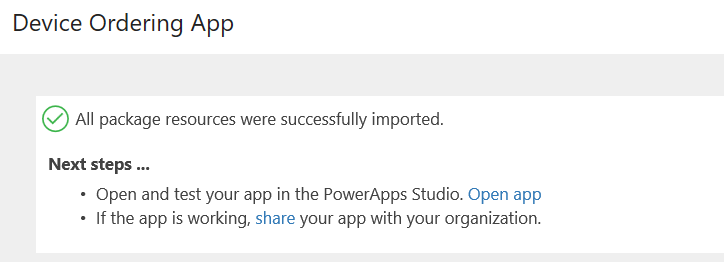 Device Ordering App
All package resources were successfully imported.
Next steps ...
• Open and test your app in the PowerApps Studio. Open app
• If the app is working, share your app with your organization.